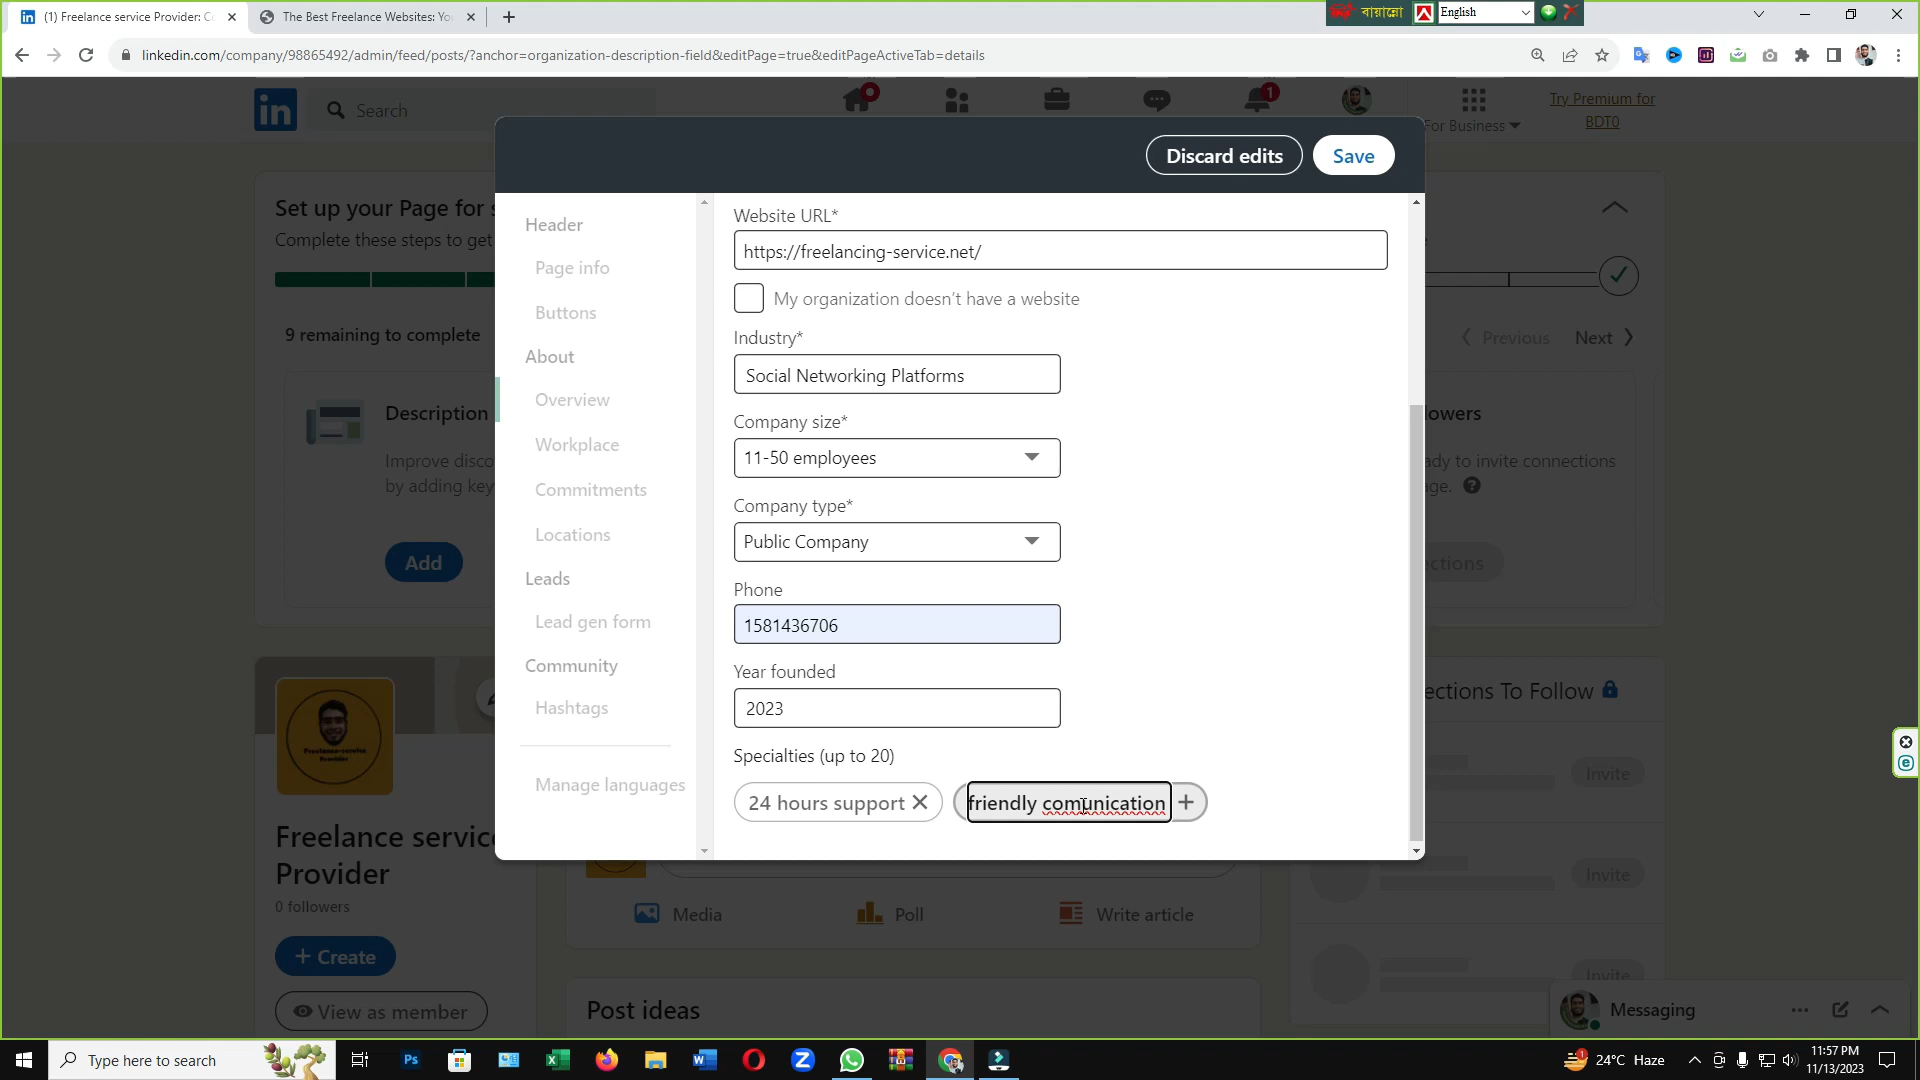 (1) Freelance service Provider: C
The Best Freelance Websites: Yo
বায়ান্নো
English
linkedin.com/company/98865492/admin/feed/posts/?anchor=organization-description-field&editPage=true&editPageActiveTab=details
in
Search
1
For Business
Try Premium for
BDT0
Discard edits
Save
Set up your Page for s
Complete these steps to get
9 remaining to complete
Previous
Next
Description
Improve disco
by adding key
Add
owers
ady to invite connections
ge.
ctions
Header
Page info
Buttons
About
Overview
Workplace
Commitments
Locations
Leads
Lead gen form
Community
Hashtags
Manage languages
Website URL*
https://freelancing-service.net/
My organization doesn't have a website
Industry*
Social Networking Platforms
Company size*
11-50 employees
Company type*
Public Company
Phone
1581436706
Year founded
2023
Specialties (up to 20)
24 hours support
friendly comunication
Freelance-service
Provider
Freelance servic
Provider
0 followers
Create
View as member
Media
Poll
Write article
Post ideas
ections To Follow
Invite
Invite
Invite
Messaging
Type here to search
Ps
24°C Haze
11:57 PM
11/13/2023